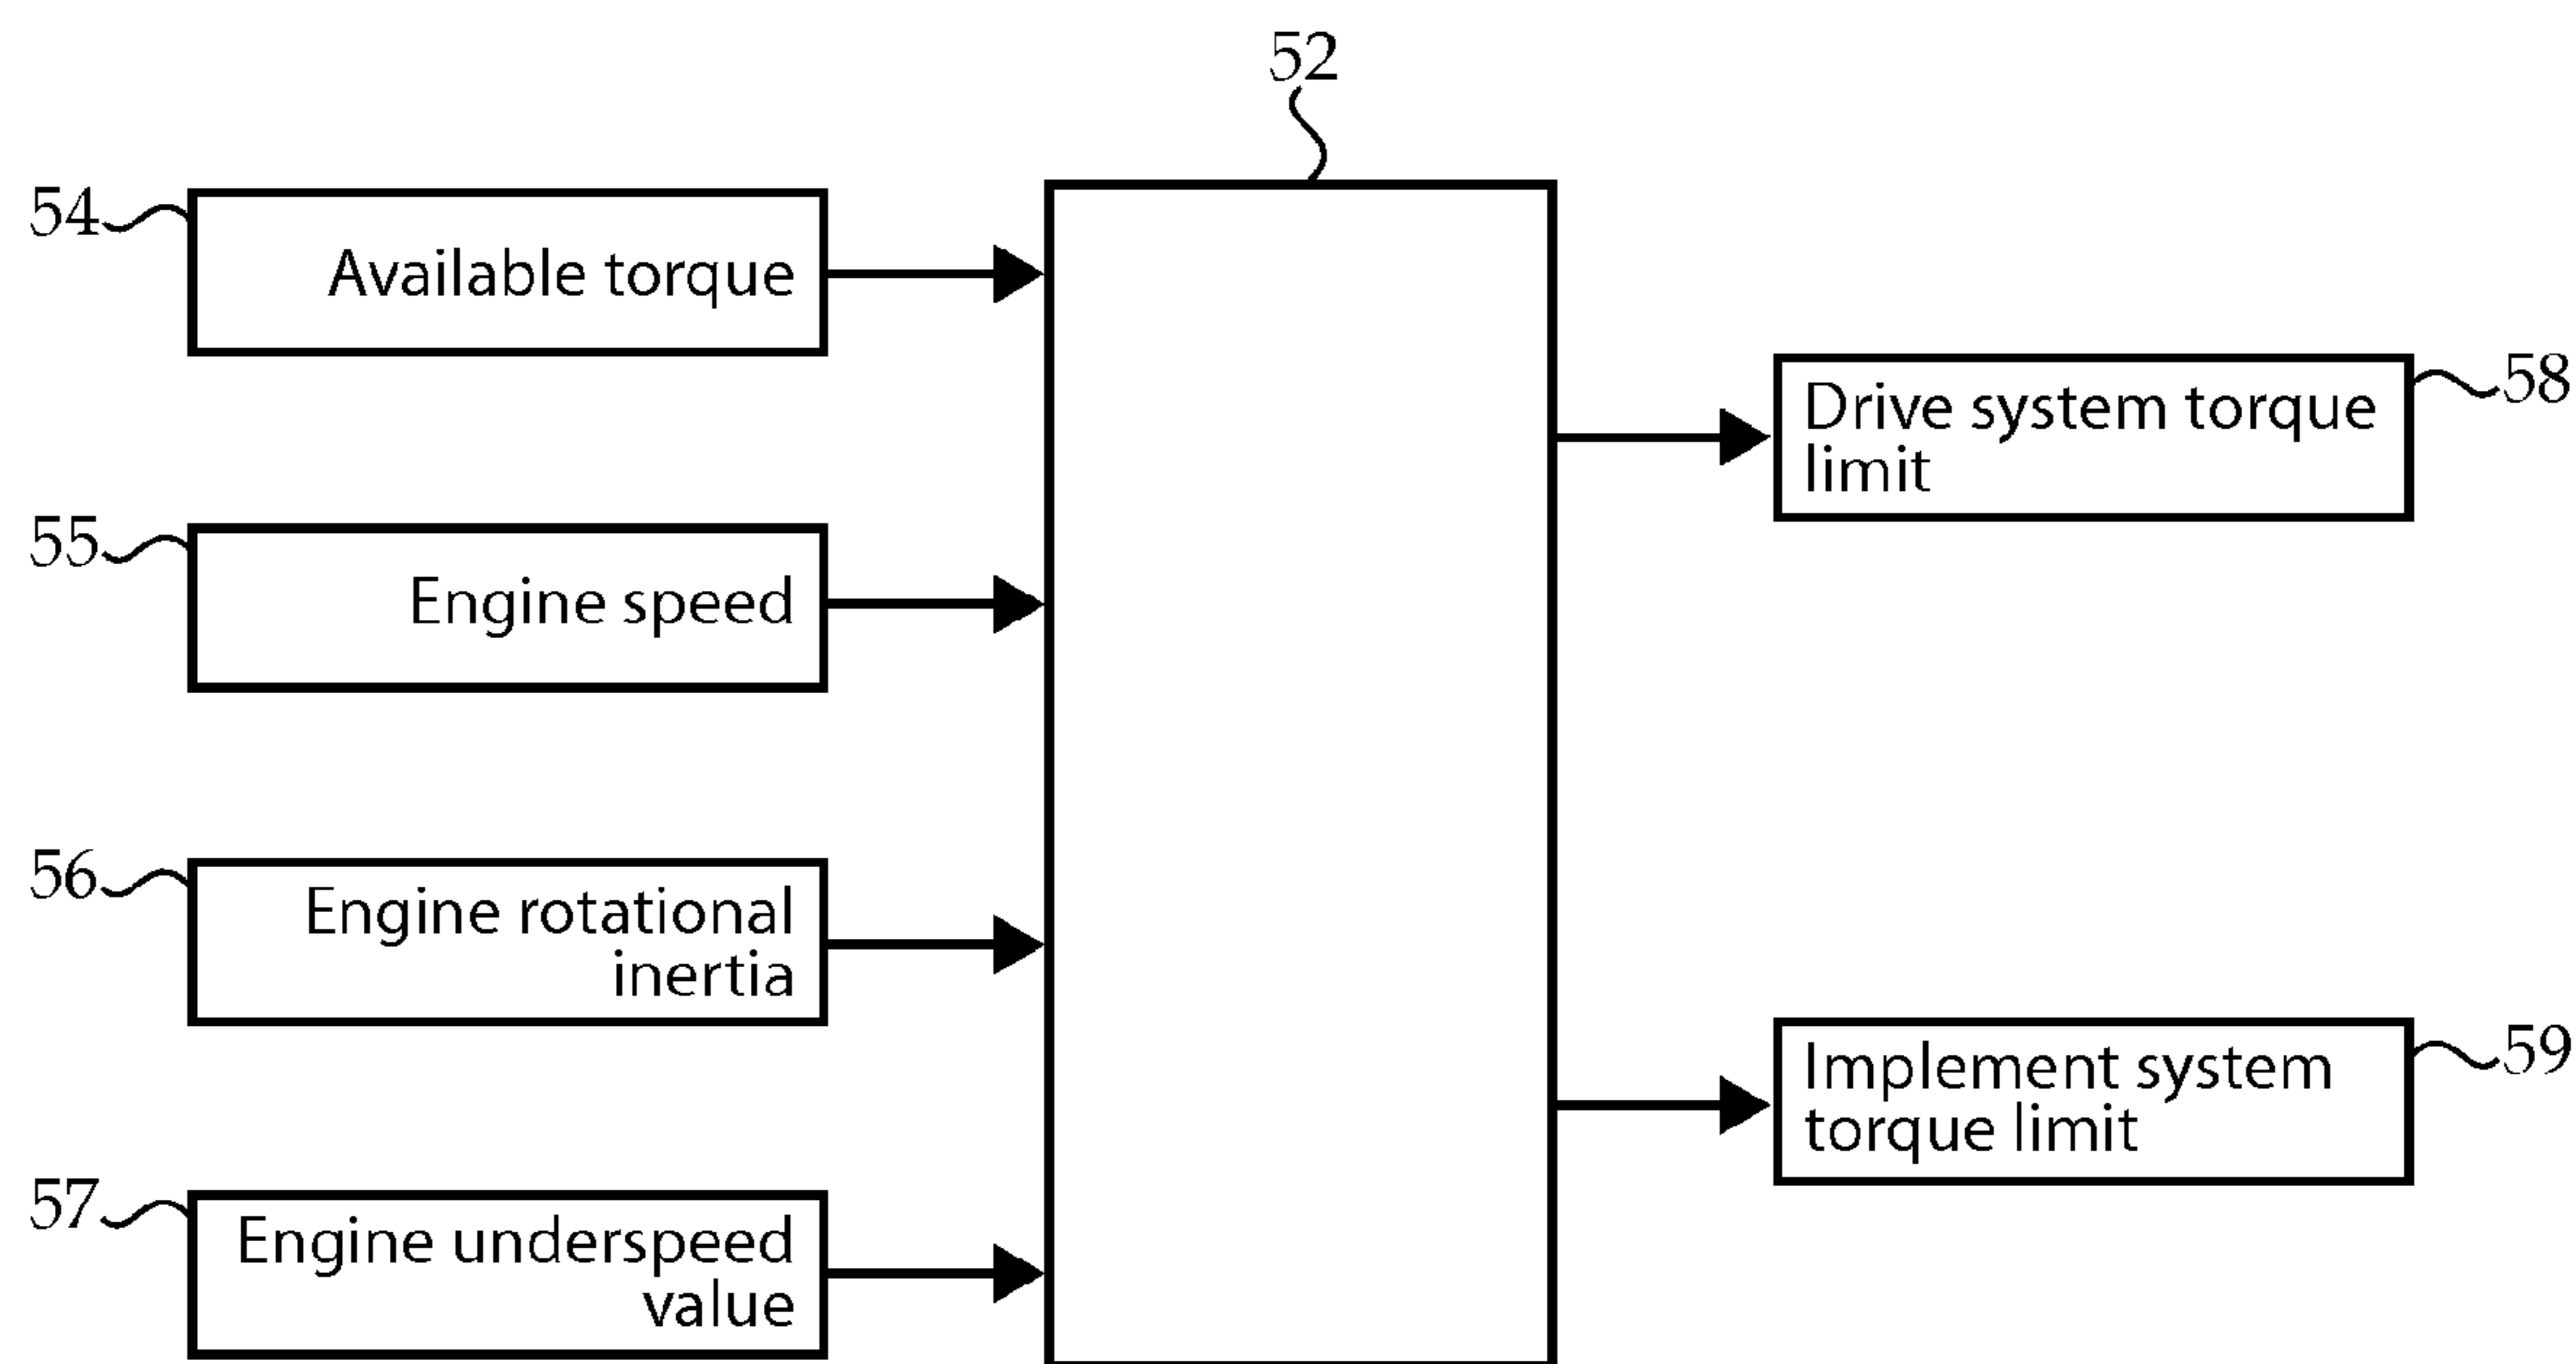 52
54
Available torque
55
Engine speed
56
Engine rotational
inertia
57
Engine underspeed
value
Drive system torque
limit
58
Implement system
torque limit
59